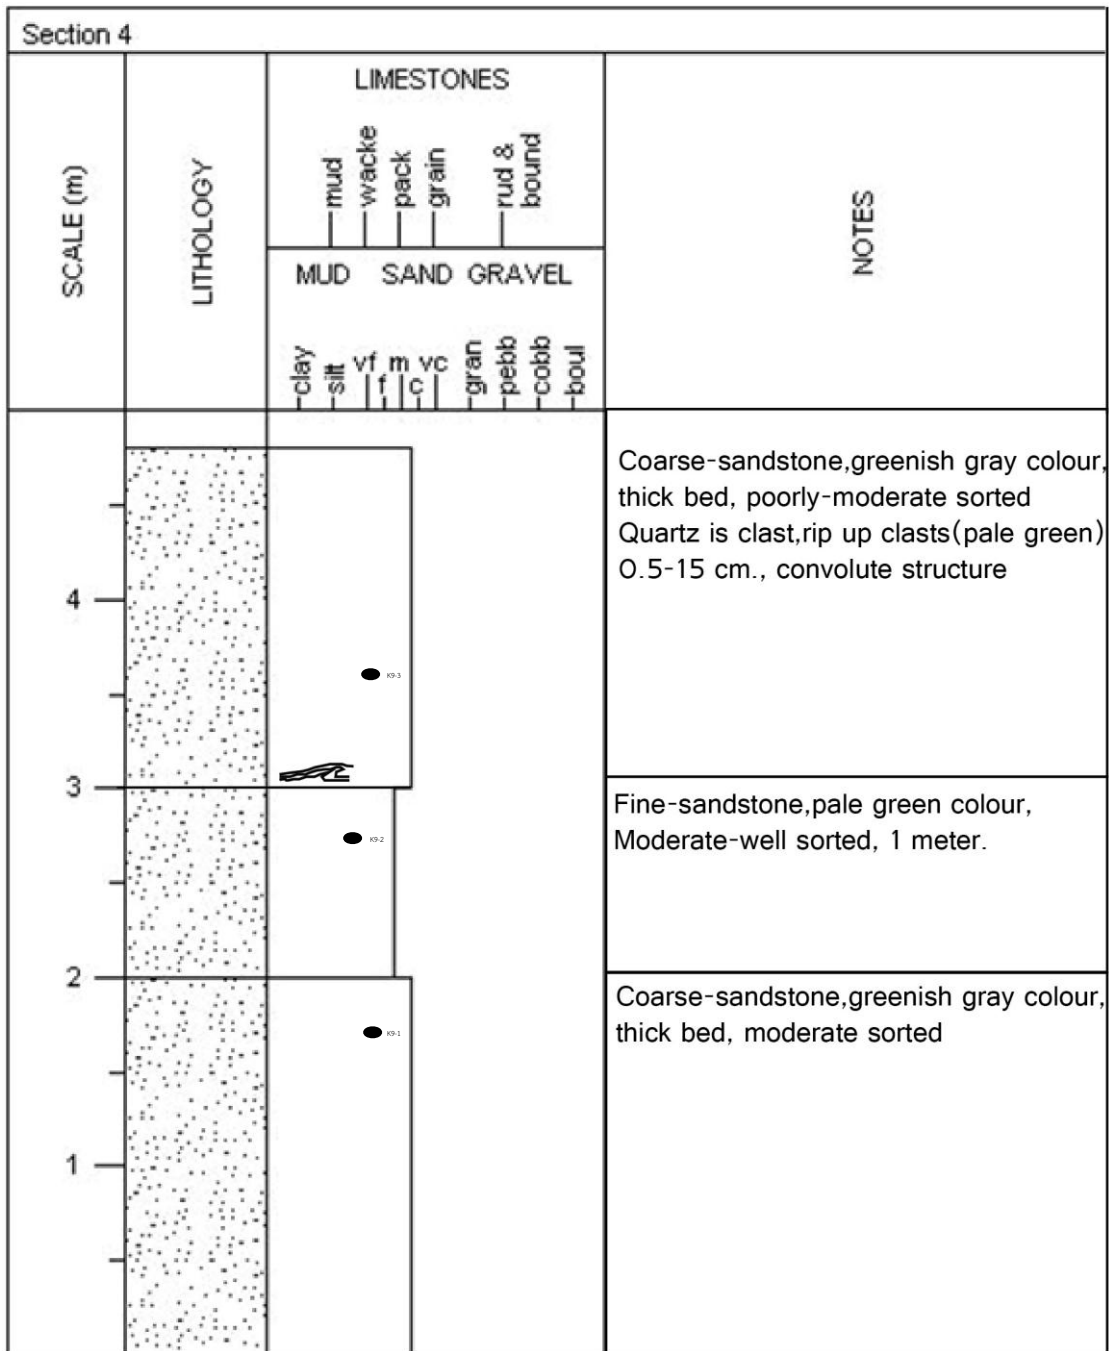 Section 4
SCALE (m)
LITHOLOGY
LIMESTONES
mud
wacke
pack
grain
rud &
bound
MUD SAND GRAVEL
clay
silt
vf
f
m
c
vc
gran
pebb
cobb
boul
NOTES
Coarse-sandstone,greenish gray colour,
thick bed, poorly-moderate sorted
Quartz is clast,rip up clasts(pale green)
0.5-15 cm., convolute structure
4
K9-3
3
Fine-sandstone,pale green colour,
Moderate-well sorted, 1 meter.
K9-2
2
Coarse-sandstone,greenish gray colour,
thick bed, moderate sorted
K9-1
1